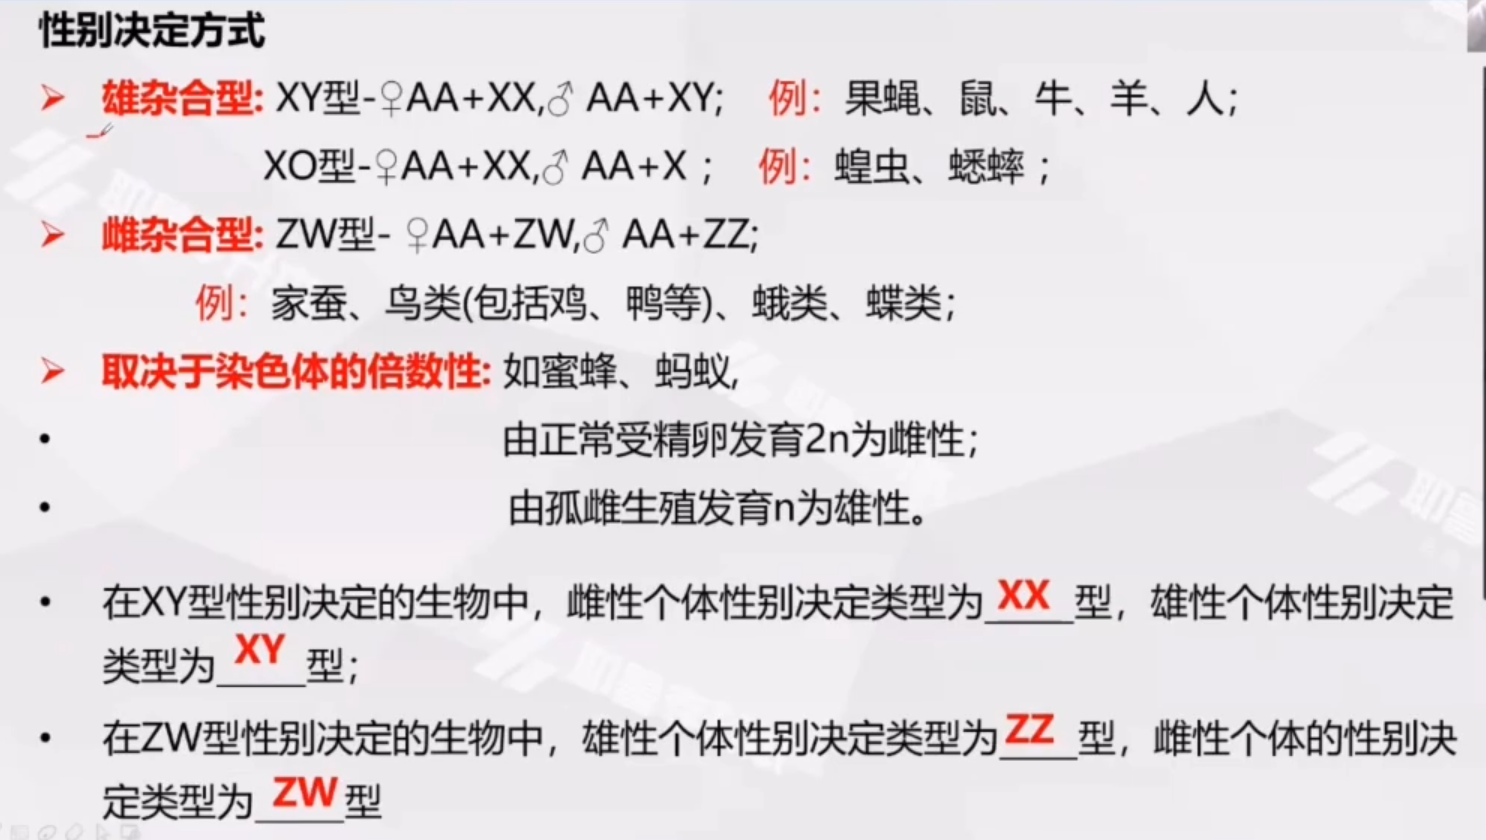 性别决定方式
➢ 雄杂合型: XY型-♀AA+XX,♂ AA+XY; 例：果蝇、鼠、牛、羊、人；
XO型-♀AA+XX,♂ AA+X ； 例：蝗虫、蟋蟀 ；
➢ 雌杂合型: ZW型- ♀AA+ZW,♂ AA+ZZ;
例：家蚕、鸟类(包括鸡、鸭等)、蛾类、蝶类；
➢ 取决于染色体的倍数性: 如蜜蜂、蚂蚁,
• 由正常受精卵发育2n为雌性；
• 由孤雌生殖发育n为雄性。
• 在XY型性别决定的生物中，雌性个体性别决定类型为 XX 型，雄性个体性别决定
类型为 XY 型；
• 在ZW型性别决定的生物中，雄性个体性别决定类型为 ZZ 型，雌性个体的性别决
定类型为 ZW 型